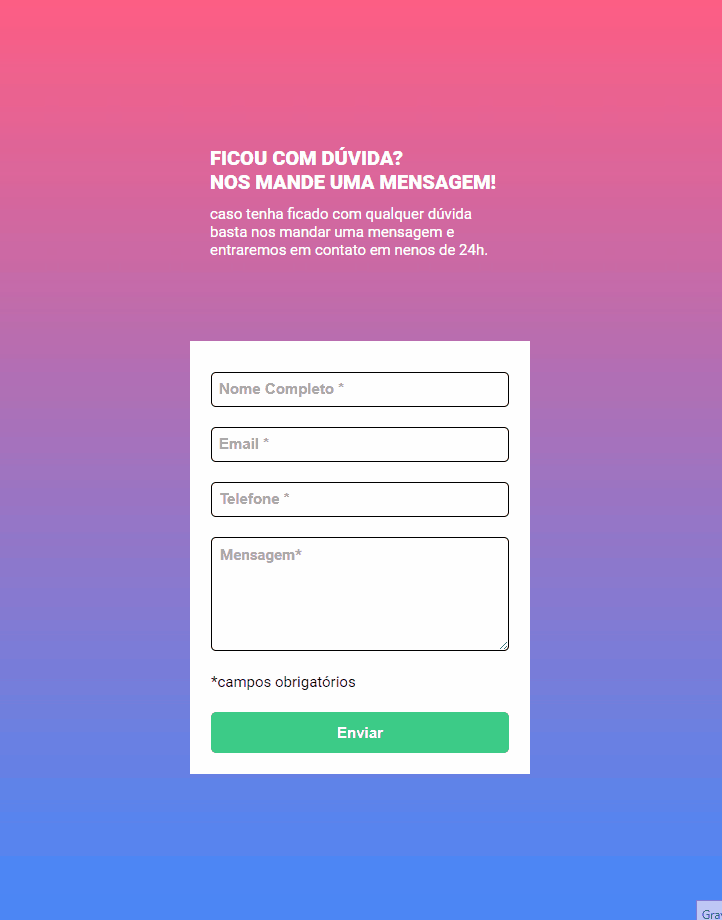 FICOU COM DÚVIDA?
NOS MANDE UMA MENSAGEM!
caso tenha ficado com qualquer dúvida
basta nos mandar uma mensagem e
entraremos em contato em nenos de 24h.
Nome Completo *
Email *
Telefone *
Mensagem*
*campos obrigatórios
Enviar